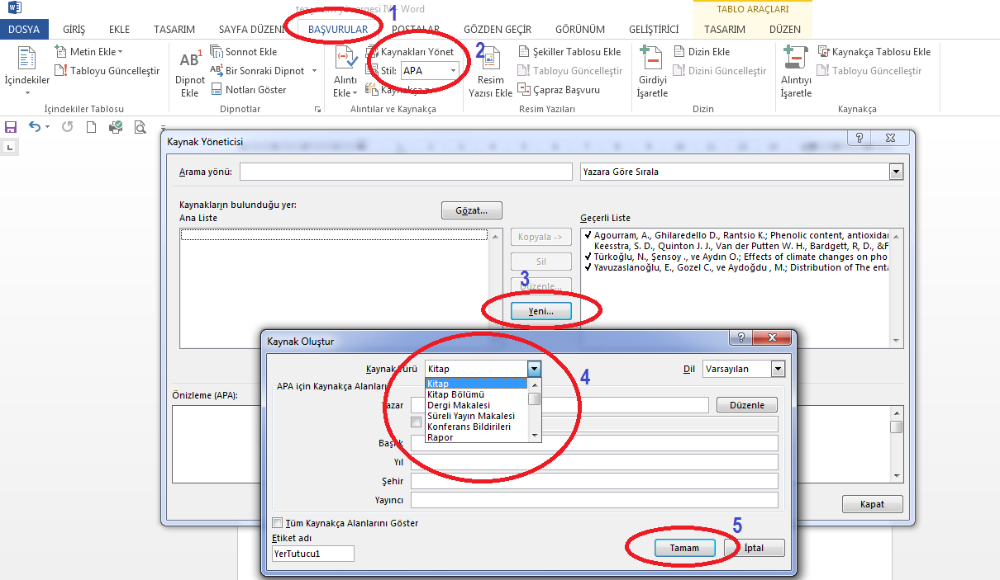 tez yazım yönergesi IV - Word
TABLO ARAÇLARI
1
DOSYA GİRİŞ EKLE TASARIM SAYFA DÜZENİ BAŞVURULAR POSTALAR GÖZDEN GEÇİR GÖRÜNÜM GELİŞTİRİCİ TASARIM DÜZEN
2
İçindekiler
Metin Ekle
Tabloyu Güncelleştir
İçindekiler Tablosu
AB1
Dipnot
Ekle
Sonnot Ekle
Bir Sonraki Dipnot
Notları Göster
Dipnotlar
Alıntı
Ekle
Kaynakları Yönet
Stil: APA
Kaynakça
Alıntılar ve Kaynakça
Resim
Yazısı Ekle
Şekiller Tablosu Ekle
Tabloyu Güncelleştir
Çapraz Başvuru
Resim Yazıları
Girdiyi
İşaretle
Dizin Ekle
Dizini Güncelleştir
Dizin
Alıntıyı
İşaretle
Kaynakça Tablosu Ekle
Tabloyu Güncelleştir
Kaynakça
Kaynak Yöneticisi
Arama yönü:
Yazara Göre Sırala
Kaynakların bulunduğu yer:
Ana Liste
Gözat...
Geçerli Liste
Kopyala ->
Sil
Düzenle...
3
Yeni...
Agourram, A., Ghilaredello D., Rantsio K.; Phenolic content, antioxidan
Keesstra, S. D., Quinton J. J., Van der Putten W. H., Bardgett, R, D., &F
Türkoğlu, N., Şensoy ., ve Aydın O.; Effects of climate changes on pho
Yavuzaslanoğlu, E., Gozel C., ve Aydoğdu , M.; Distribution of The enta
Önizleme (APA):
Kapat
Kaynak Oluştur
Kaynak Türü Kitap
4
Dil Varsayılan
APA için Kaynakça Alanları
Kitap
Kitap Bölümü
Dergi Makalesi
Süreli Yayın Makalesi
Konferans Bildirileri
Rapor
Yazar
Düzenle
Başlık
Yıl
Şehir
Yayıncı
Tüm Kaynakça Alanlarını Göster
Etiket adı
YerTutucu1
5
Tamam
İptal